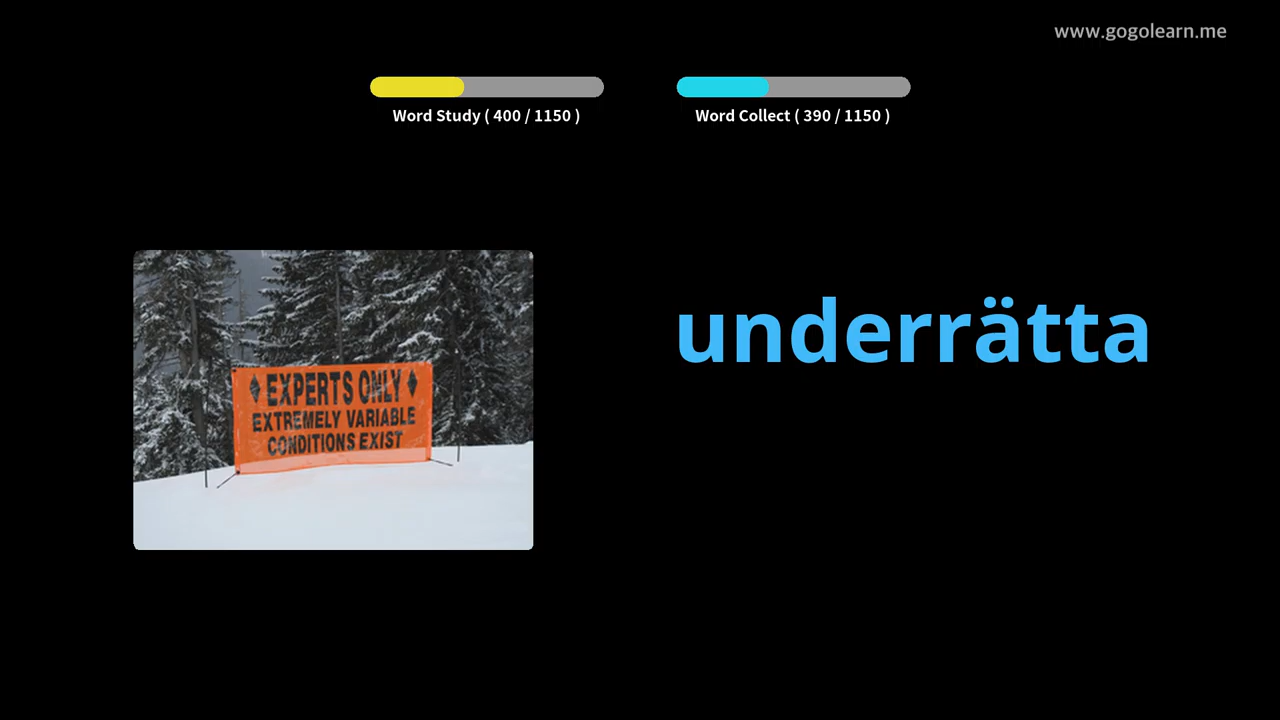 www.gogolearn.me
Word Study ( 400 / 1150 )
Word Collect ( 390 / 1150 )
underrätta
EXPERTS ONLY
EXTREMELY VARIABLE
CONDITIONS EXIST